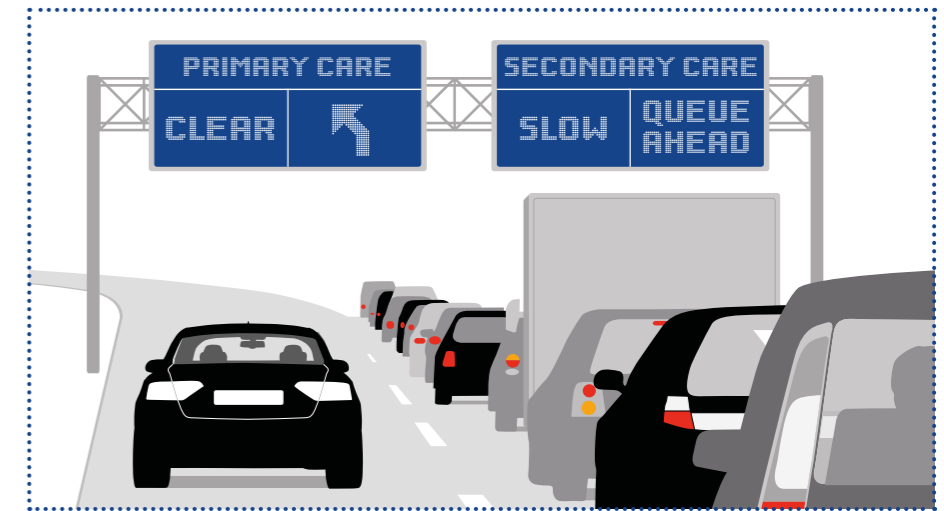 PRIMARY CARE
CLEAR
SECONDARY CARE
SLOW
QUEUE
AHEAD